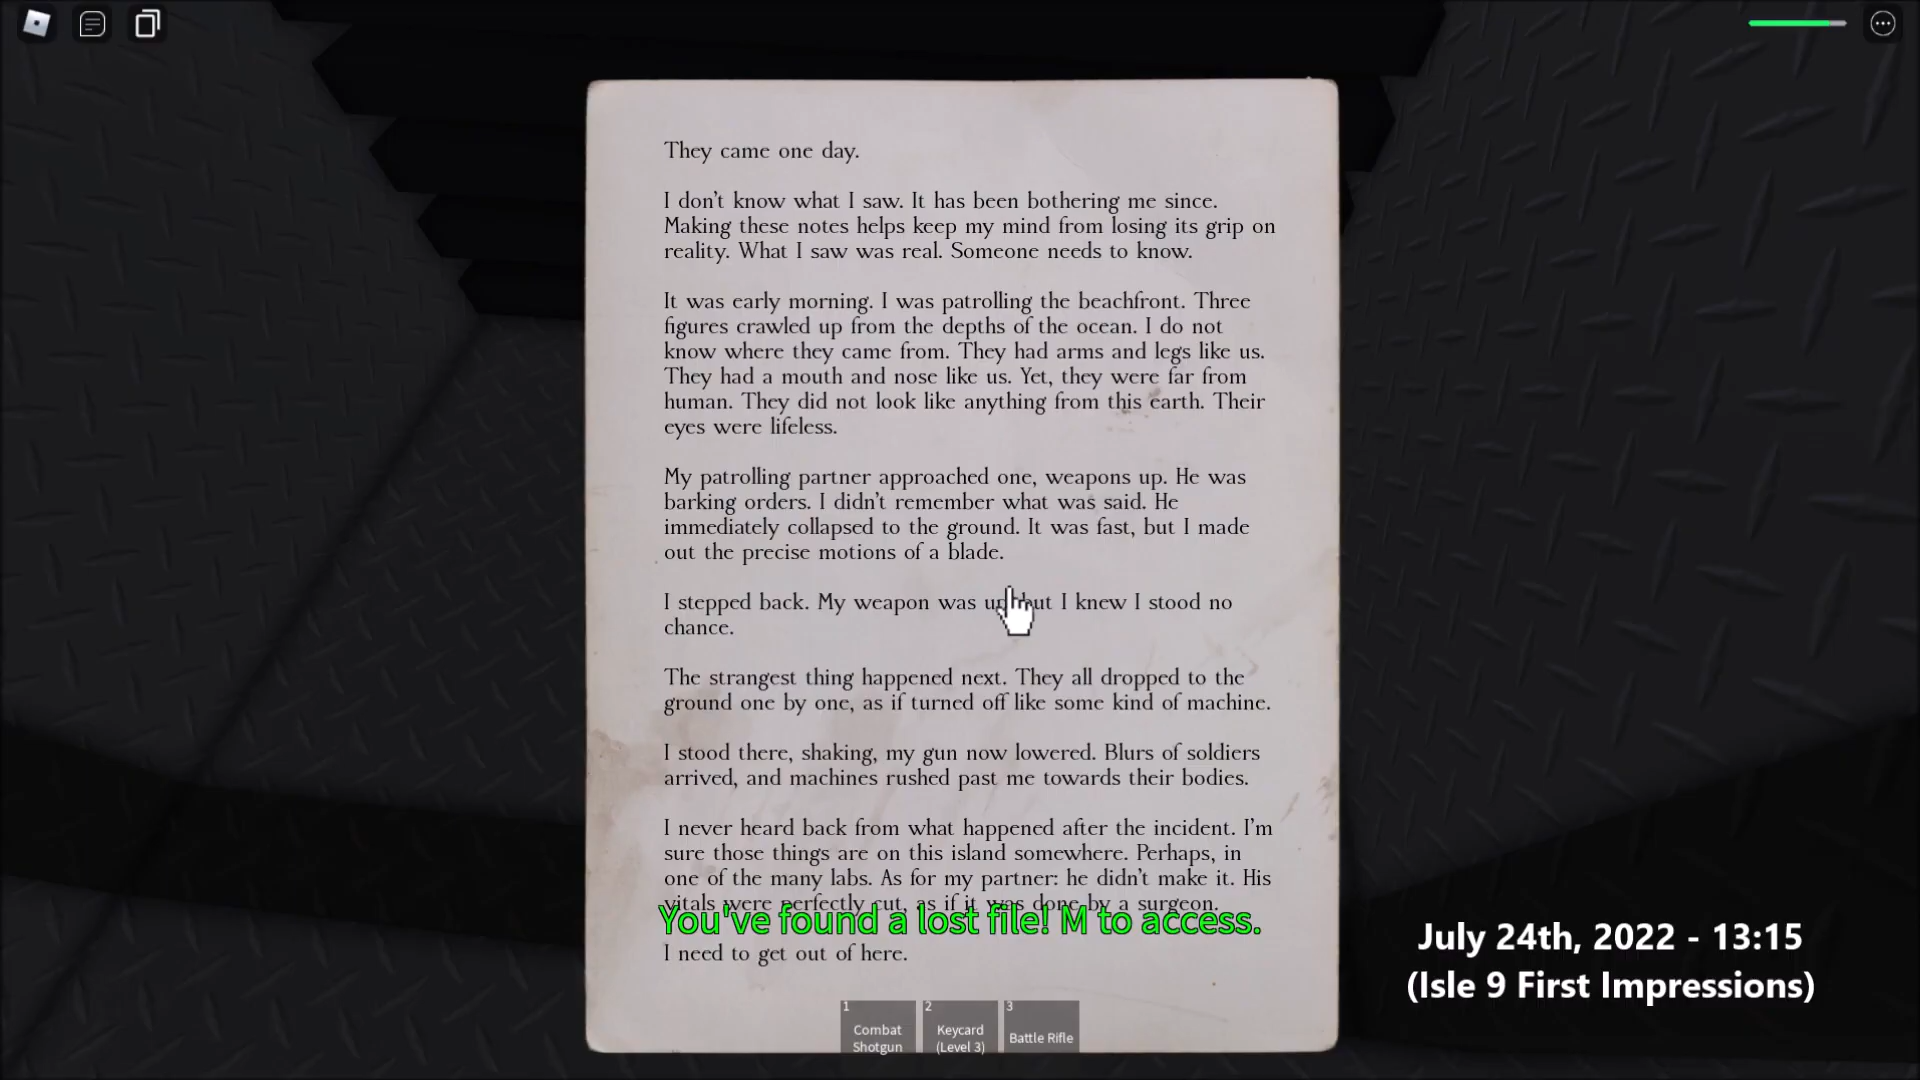 They came one day.
I don't know what I saw. It has been bothering me since.
Making these notes helps keep my mind from losing its grip on
reality. What I saw was real. Someone needs to know.
It was early morning. I was patrolling the beachfront. Three
figures crawled up from the depths of the ocean. I do not
know where they came from. They had arms and legs like us.
They had a mouth and nose like us. Yet, they were far from
human. They did not look like anything from this earth. Their
eyes were lifeless.
My patrolling partner approached one, weapons up. He was
barking orders. I didn't remember what was said. He
immediately collapsed to the ground. It was fast, but I made
out the precise motions of a blade.
I stepped back. My weapon was up but I knew I stood no
chance.
The strangest thing happened next. They all dropped to the
ground one by one, as if turned off like some kind of machine.
I stood there, shaking, my gun now lowered. Blurs of soldiers
arrived, and machines rushed past me towards their bodies.
I never heard back from what happened after the incident. I'm
sure those things are on this island somewhere. Perhaps, in
one of the many labs. As for my partner: he didn't make it. His
vitals were perfectly cut, as if it was done by a surgeon.
You've found a lost file! M to access.
I need to get out of here.
July 24th, 2022 - 13:15
(Isle 9 First Impressions)
1
Combat
Shotgun
2
Keycard
(Level 3)
3
Battle Rifle